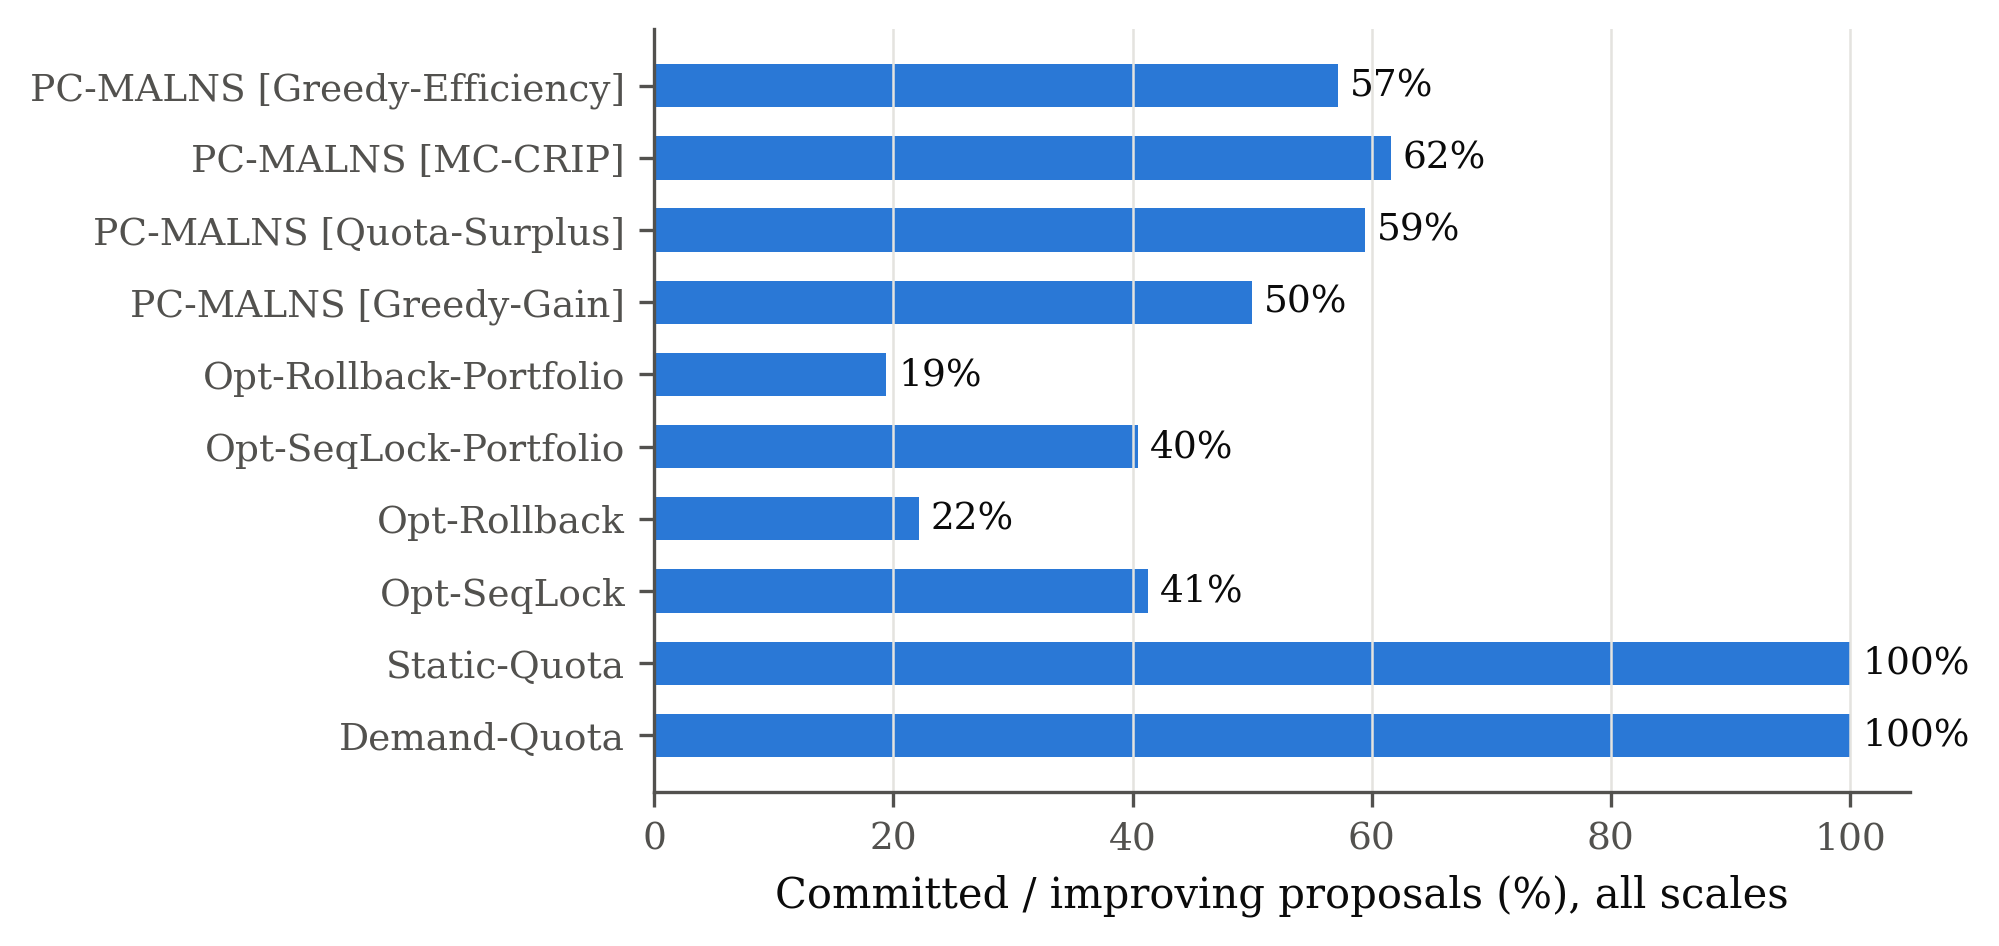 PC-MALNS [Greedy-Efficiency] 57%
PC-MALNS [MC-CRIP] 62%
PC-MALNS [Quota-Surplus] 59%
PC-MALNS [Greedy-Gain] 50%
Opt-Rollback-Portfolio 19%
Opt-SeqLock-Portfolio 40%
Opt-Rollback 22%
Opt-SeqLock 41%
Static-Quota 100%
Demand-Quota 100%
0 20 40 60 80 100
Committed / improving proposals (%), all scales